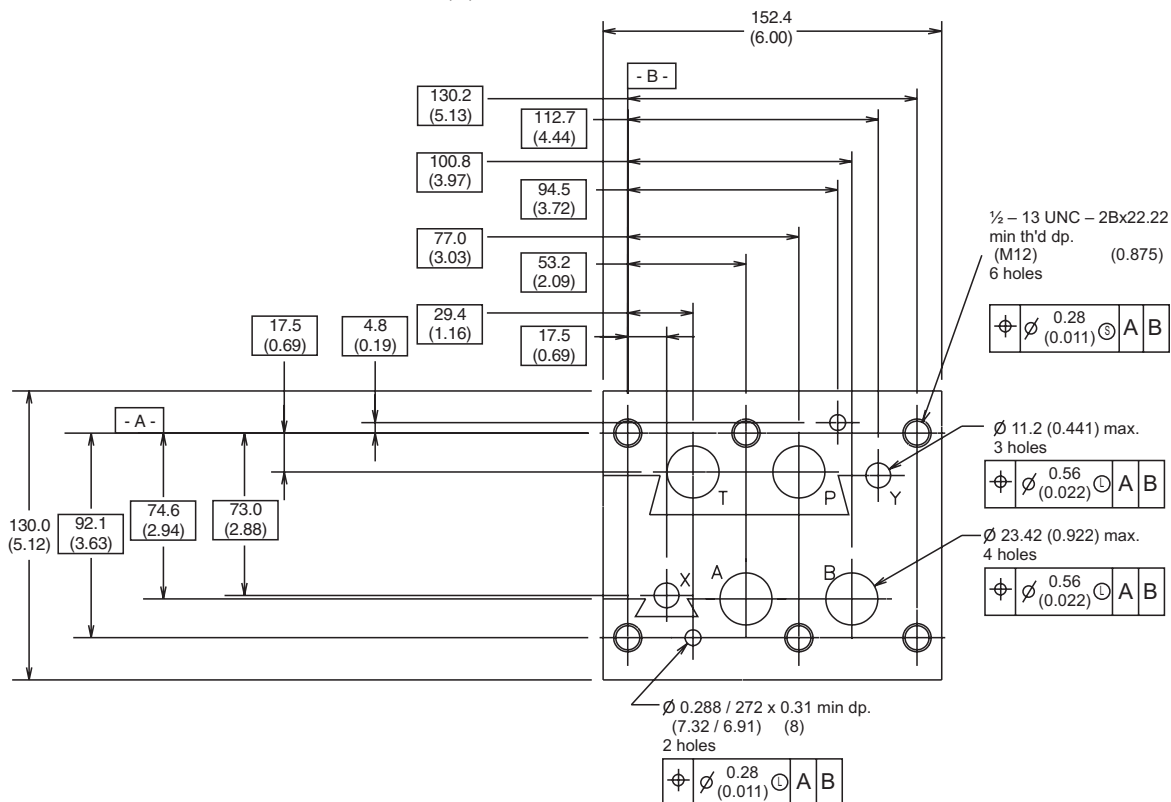 152.4
(6.00)
- B -
130.2
(5.13)
112.7
(4.44)
100.8
(3.97)
94.5
(3.72)
77.0
(3.03)
53.2
(2.09)
29.4
(1.16)
17.5
(0.69)
4.8
(0.19)
17.5
(0.69)
½ – 13 UNC – 2Bx22.22
min th'd dp.
(M12) (0.875)
6 holes
⌖ Ø 0.28 (0.011) Ⓢ A B
- A -
Ø 11.2 (0.441) max.
3 holes
⌖ Ø 0.56 (0.022) Ⓛ A B
T P Y
130.0
(5.12)
92.1
(3.63)
74.6
(2.94)
73.0
(2.88)
Ø 23.42 (0.922) max.
4 holes
⌖ Ø 0.56 (0.022) Ⓛ A B
X A B
Ø 0.288 / 272 x 0.31 min dp.
(7.32 / 6.91) (8)
2 holes
⌖ Ø 0.28 (0.011) Ⓛ A B